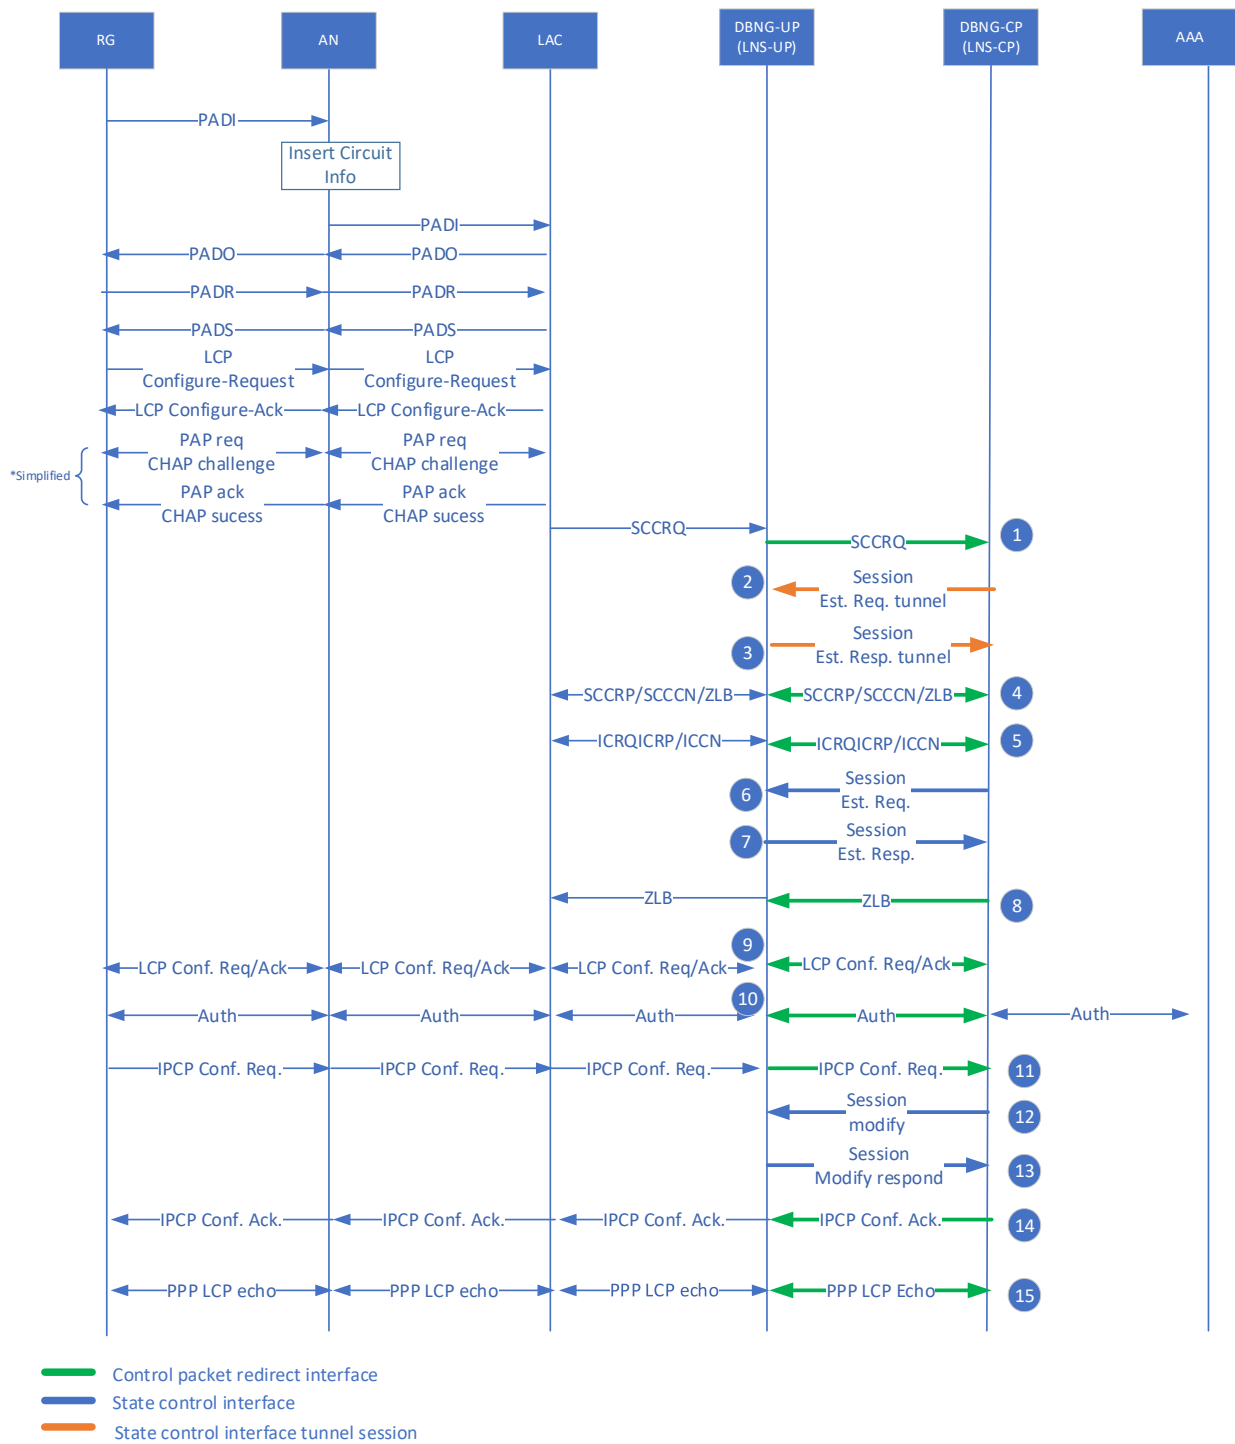 RG
AN
LAC
DBNG-UP
(LNS-UP)
DBNG-CP
(LNS-CP)
AAA
PADI
Insert Circuit
Info
PADI
PADO
PADO
PADR
PADR
PADS
PADS
LCP
Configure-Request
LCP
Configure-Request
LCP Configure-Ack
LCP Configure-Ack
*Simplified
PAP req
CHAP challenge
PAP req
CHAP challenge
PAP ack
CHAP sucess
PAP ack
CHAP sucess
SCCRQ
SCCRQ
1
2
Session
Est. Req. tunnel
3
Session
Est. Resp. tunnel
SCCRP/SCCCN/ZLB
SCCRP/SCCCN/ZLB
4
ICRQICRP/ICCN
ICRQICRP/ICCN
5
6
Session
Est. Req.
7
Session
Est. Resp.
ZLB
ZLB
8
9
LCP Conf. Req/Ack
LCP Conf. Req/Ack
LCP Conf. Req/Ack
LCP Conf. Req/Ack
10
Auth
Auth
Auth
Auth
Auth
IPCP Conf. Req.
IPCP Conf. Req.
IPCP Conf. Req.
IPCP Conf. Req.
11
Session
modify
12
Session
Modify respond
13
IPCP Conf. Ack.
IPCP Conf. Ack.
IPCP Conf. Ack.
IPCP Conf. Ack.
14
PPP LCP echo
PPP LCP echo
PPP LCP echo
PPP LCP Echo
15
Control packet redirect interface
State control interface
State control interface tunnel session